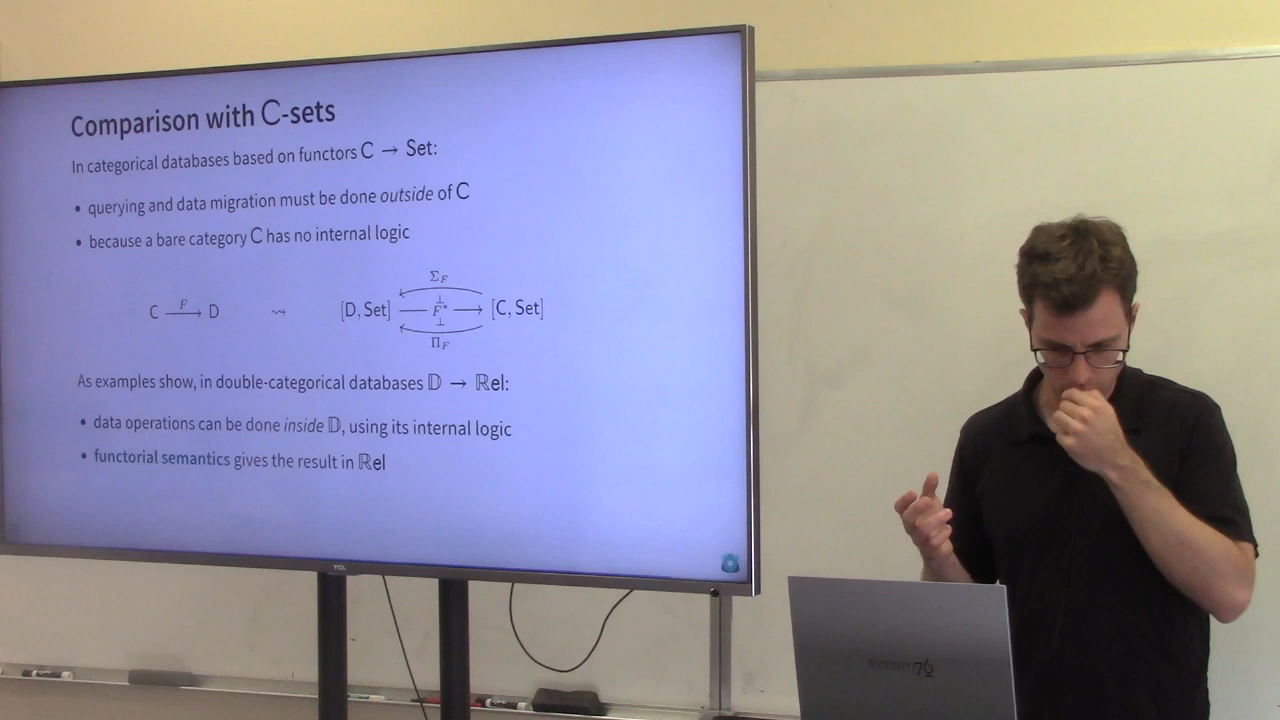 Comparison with C-sets
In categorical databases based on functors C → Set:
• querying and data migration must be done outside of C
• because a bare category C has no internal logic
Σ_F
⊥
C F→ D ⇝ [D, Set] — F* → [C, Set]
⊥
Π_F
As examples show, in double-categorical databases 𝔻 → ℝel:
• data operations can be done inside 𝔻, using its internal logic
• functorial semantics gives the result in ℝel
TCL
76